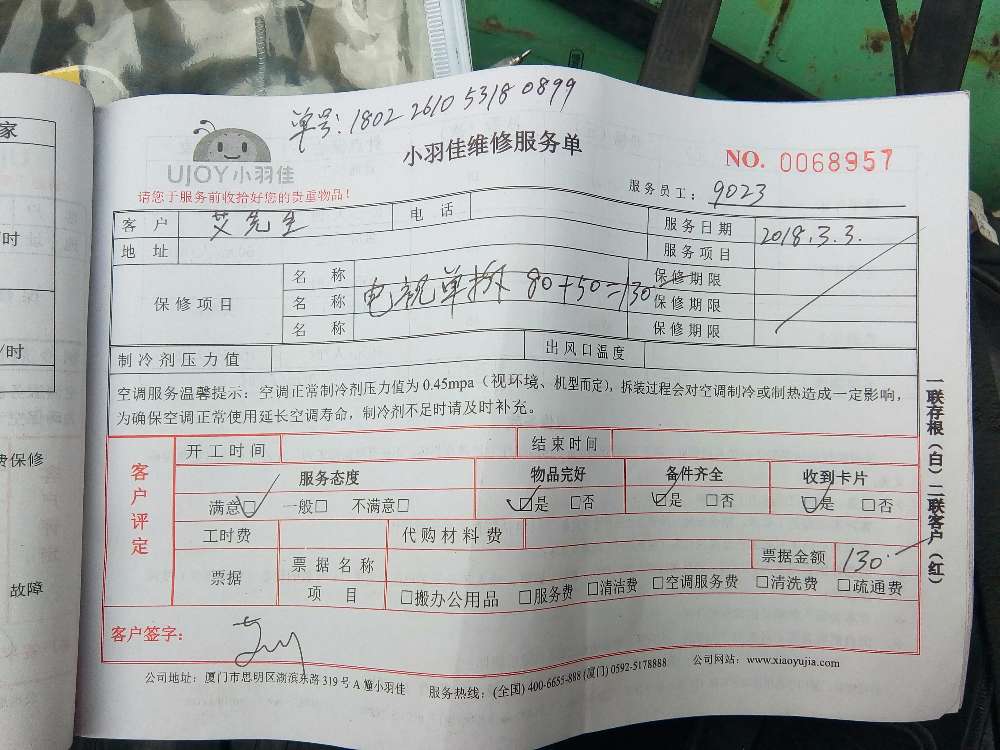 单号: 1802 2610 5318 0899
UJOY小羽佳
小羽佳维修服务单
NO. 0068957
请您于服务前收拾好您的贵重物品!
服务员工: 9023
客户 艾先生 电话 服务日期 2018.3.3.
地址 服务项目
保修项目
名称 保修期限
名称 电视单拆 80+50=130 保修期限
名称 保修期限
制冷剂压力值 出风口温度
空调服务温馨提示: 空调正常制冷剂压力值为 0.45mpa (视环境、机型而定), 拆装过程会对空调制冷或制热造成一定影响,
为确保空调正常使用延长空调寿命, 制冷剂不足时请及时补充。
客户评定
开工时间 结束时间
服务态度 物品完好 备件齐全 收到卡片
满意☑ 一般□ 不满意□ ☑是 □否 ☑是 □否 ☑是 □否
工时费 代购材料费
票据 票据名称 票据金额 130
项目 □搬办公用品 □服务费 □清洁费 □空调服务费 □清洗费 □疏通费
客户签字:
一联存根(白)二联客户(红)
公司地址: 厦门市思明区湖滨东路 319 号 A 幢小羽佳 服务热线: (全国) 400-6655-888 (厦门) 0592-5178888 公司网站: www.xiaoyujia.com
家
/时
/时
费保修
故障